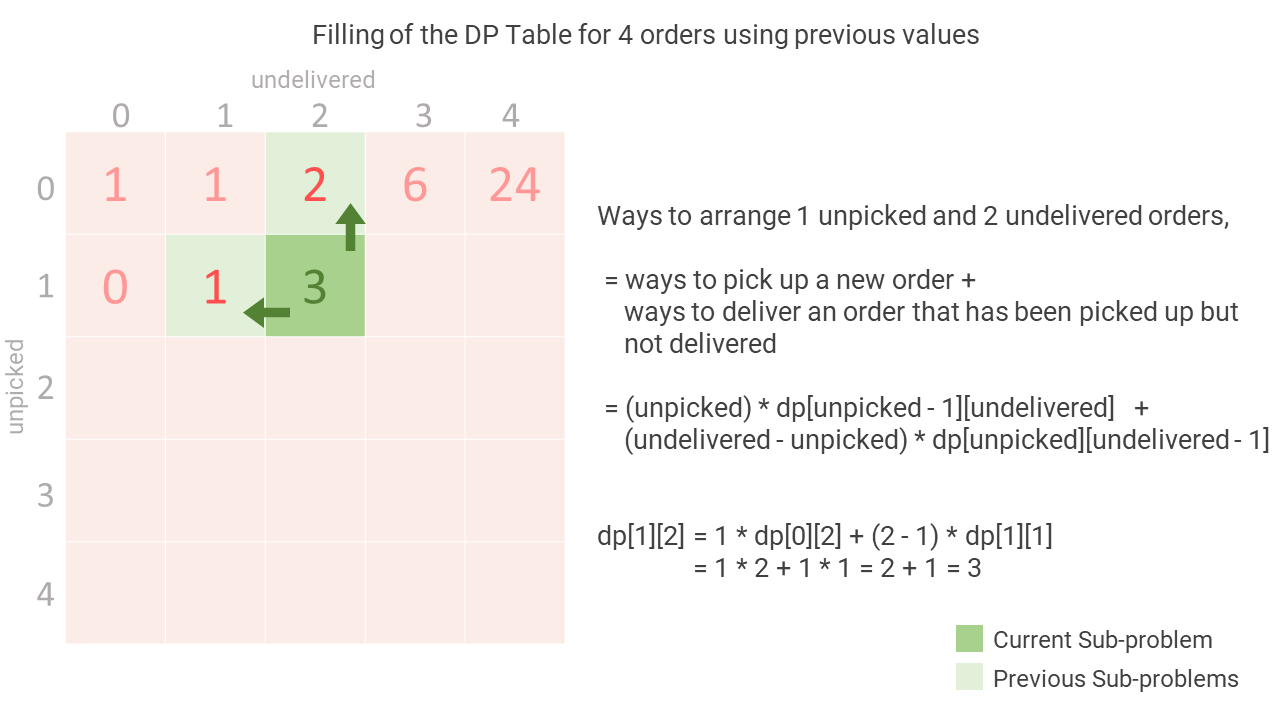 Filling of the DP Table for 4 orders using previous values
undelivered
0 1 2 3 4
0 1 1 2 6 24
1 0 1 3
unpicked
2
3
4
Ways to arrange 1 unpicked and 2 undelivered orders,
= ways to pick up a new order +
ways to deliver an order that has been picked up but
not delivered
= (unpicked) * dp[unpicked - 1][undelivered] +
(undelivered - unpicked) * dp[unpicked][undelivered - 1]
dp[1][2] = 1 * dp[0][2] + (2 - 1) * dp[1][1]
= 1 * 2 + 1 * 1 = 2 + 1 = 3
Current Sub-problem
Previous Sub-problems